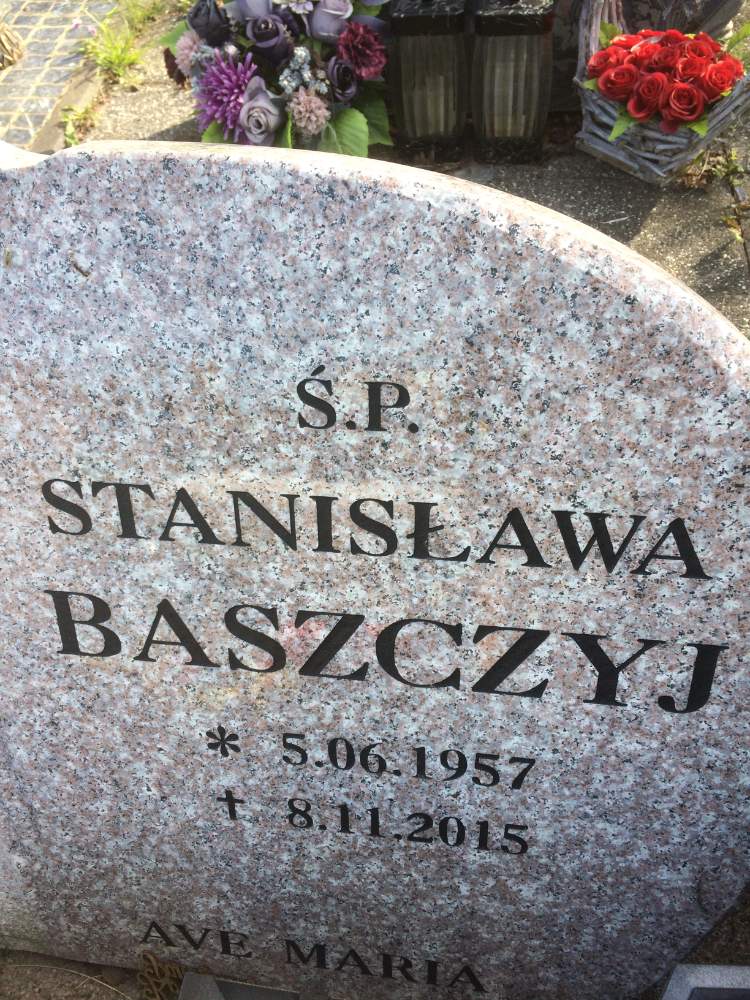 Ś.P.
STANISŁAWA
BASZCZYJ
* 5.06.1957
✝ 8.11.2015
AVE MARIA